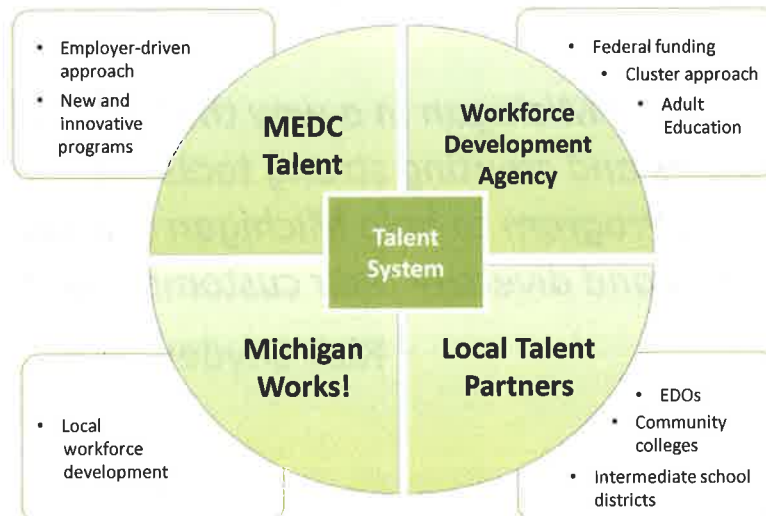 • Employer-driven
approach
• New and
innovative
programs
• Federal funding
• Cluster approach
• Adult
Education
MEDC
Talent
Workforce
Development
Agency
Talent
System
Michigan
Works!
Local Talent
Partners
• Local
workforce
development
• EDOs
• Community
colleges
• Intermediate school
districts